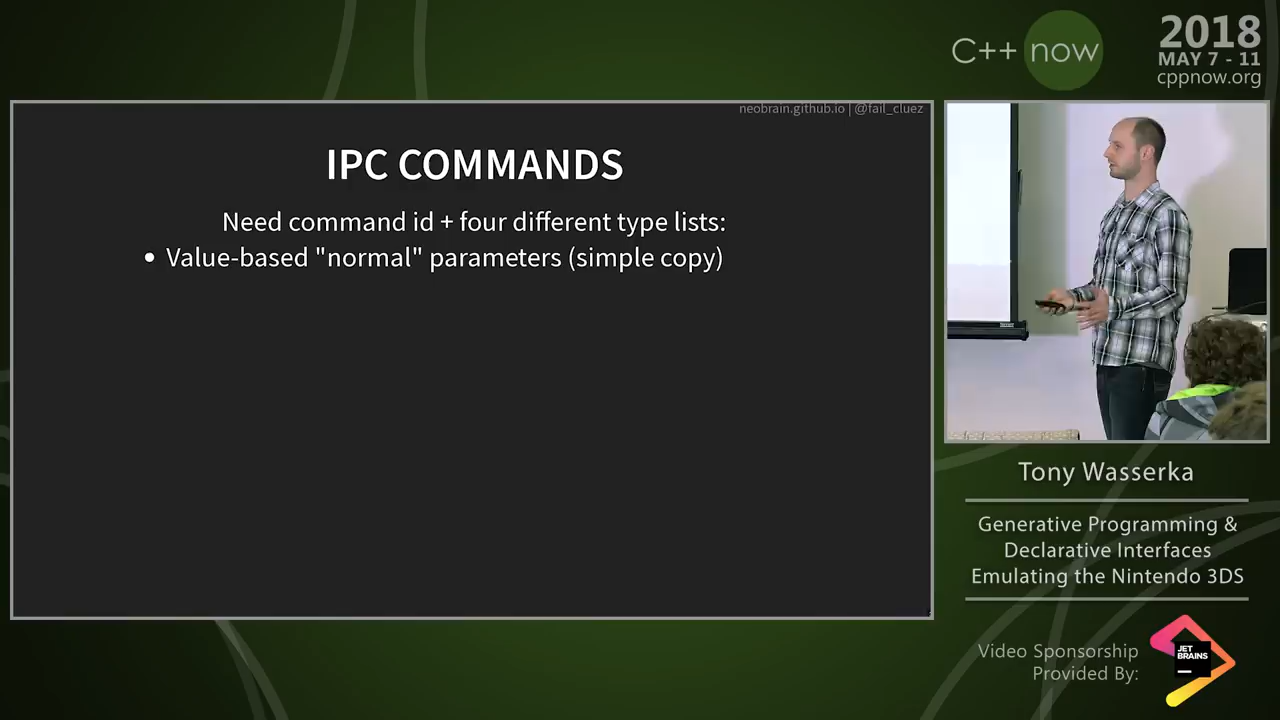 C++ now
2018
MAY 7 - 11
cppnow.org
neobrain.github.io | @fail_cluez
IPC COMMANDS
Need command id + four different type lists:
• Value-based "normal" parameters (simple copy)
Tony Wasserka
Generative Programming &
Declarative Interfaces
Emulating the Nintendo 3DS
Video Sponsorship
Provided By:
JET
BRAINS